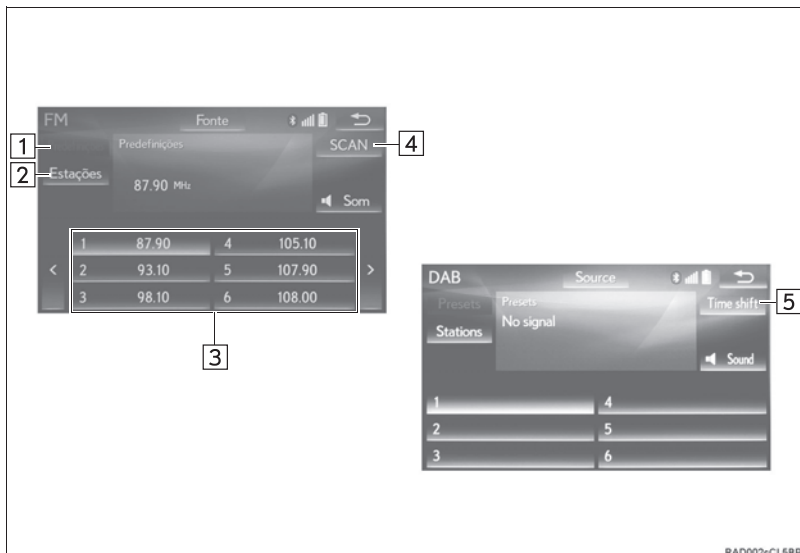 FM Fonte
1
Predefinições
SCAN 4
2 Estações
87.90 MHz
Som
1 87.90 4 105.10
< 2 93.10 5 107.90 >
3 98.10 6 108.00
3
DAB Source
Presets Presets Time shift 5
No signal
Stations
Sound
1 4
2 5
3 6